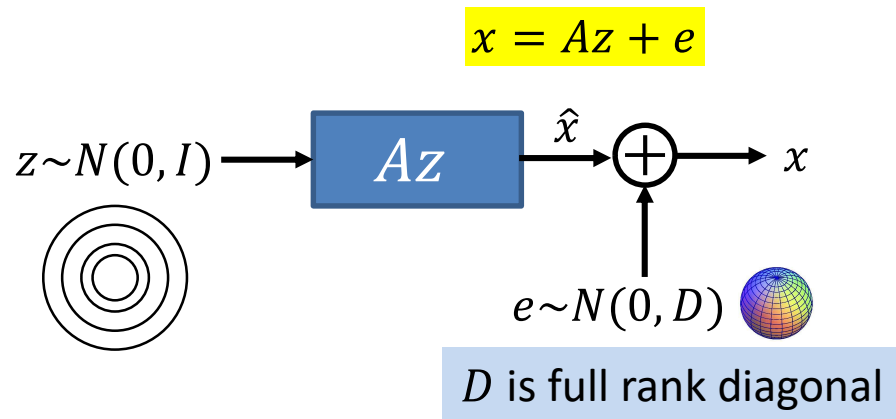 x = Az + e
z~N(0, I)
Az
x̂
x
e~N(0, D)
D is full rank diagonal